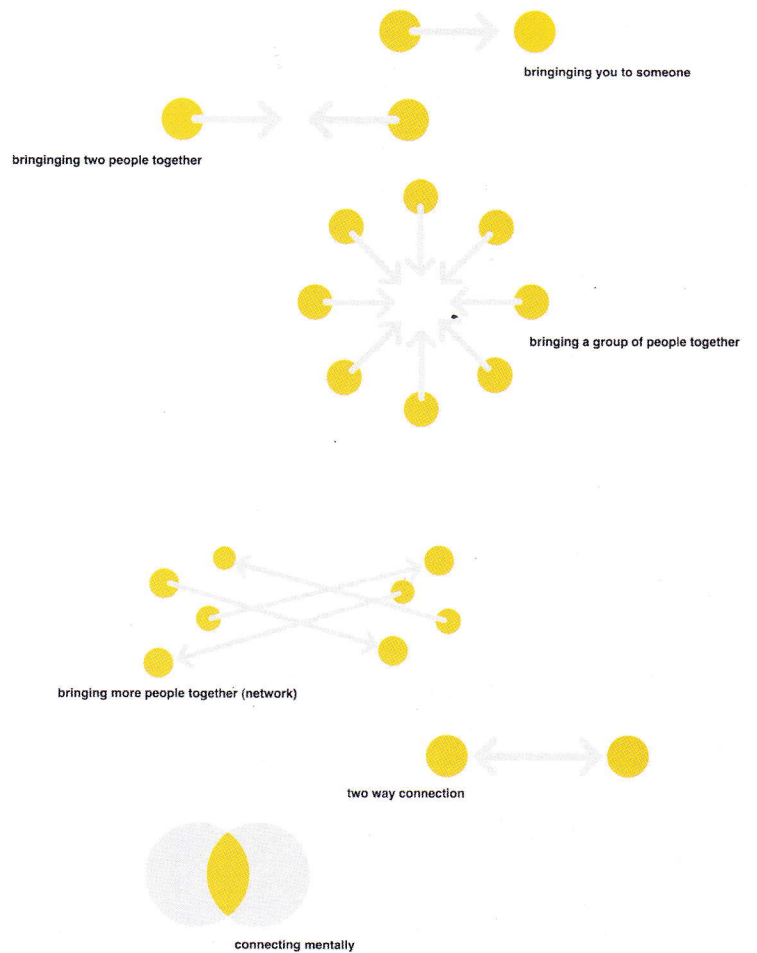 bringinging you to someone
bringinging two people together
bringing a group of people together
bringing more people together (network)
two way connection
connecting mentally